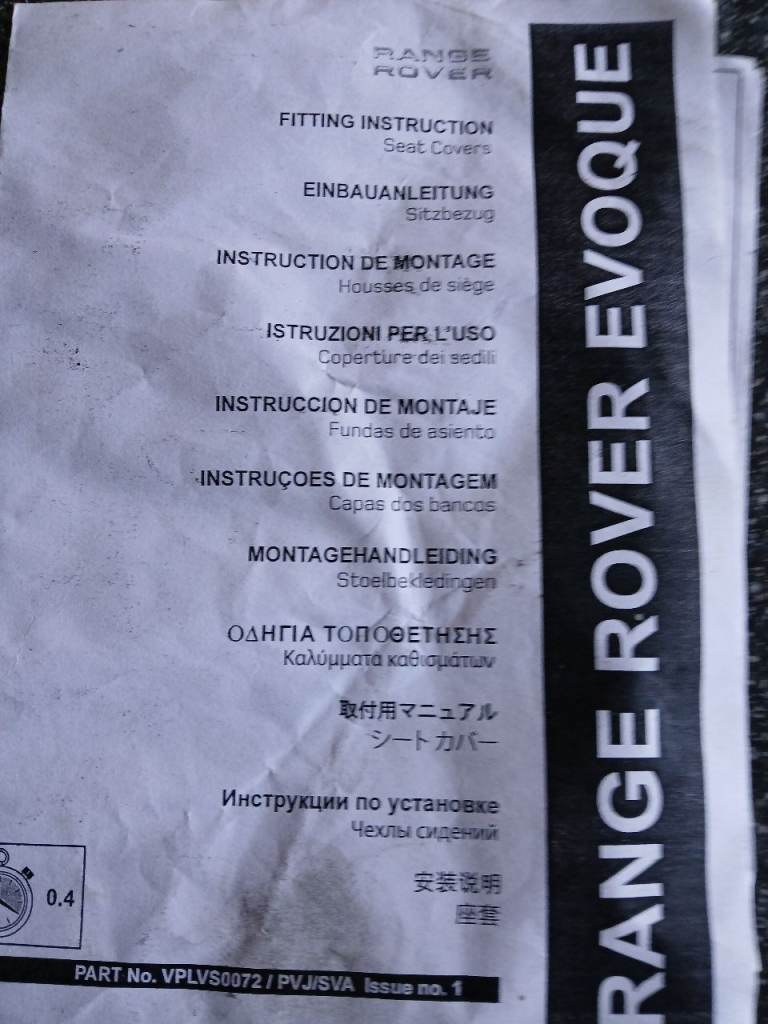 RANGE
ROVER
FITTING INSTRUCTION
Seat Covers
EINBAUANLEITUNG
Sitzbezug
INSTRUCTION DE MONTAGE
Housses de siège
ISTRUZIONI PER L'USO
Coperture dei sedili
INSTRUCCION DE MONTAJE
Fundas de asiento
INSTRUÇOES DE MONTAGEM
Capas dos bancos
MONTAGEHANDLEIDING
Stoelbekledingen
ΟΔΗΓΙΑ ΤΟΠΟΘΕΤΗΣΗΣ
Καλύμματα καθισμάτων
取付用マニュアル
シートカバー
Инструкции по установке
Чехлы сидений
安装说明
座套
0.4
PART No. VPLVS0072 / PVJ/SVA Issue no. 1
RANGE ROVER EVOQUE